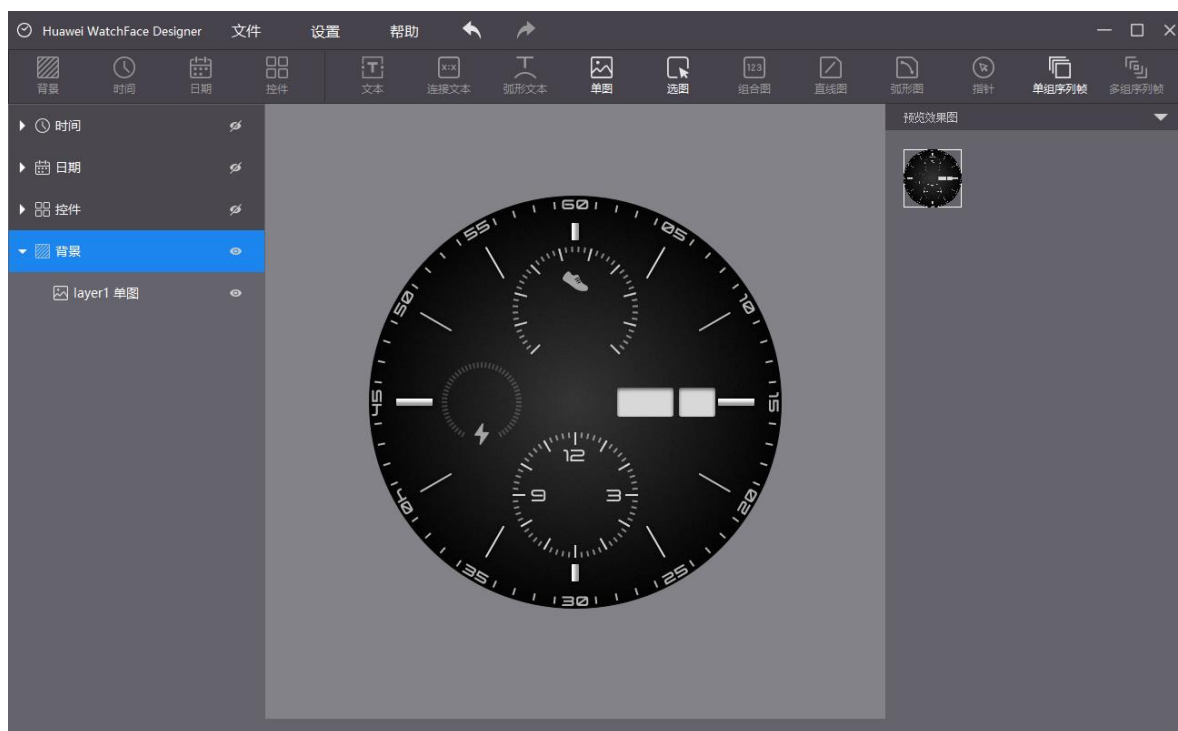 Huawei WatchFace Designer 文件 设置 帮助
背景 时间 日期 控件 文本 连接文本 弧形文本 单图 选图 组合图 直线图 弧形图 指针 单组序列帧 多组序列帧
T X:X T 123
时间
日期
控件
背景
layer1 单图
预览效果图
60
55
05
50
10
45
15
12
9
3
40
20
35
25
30